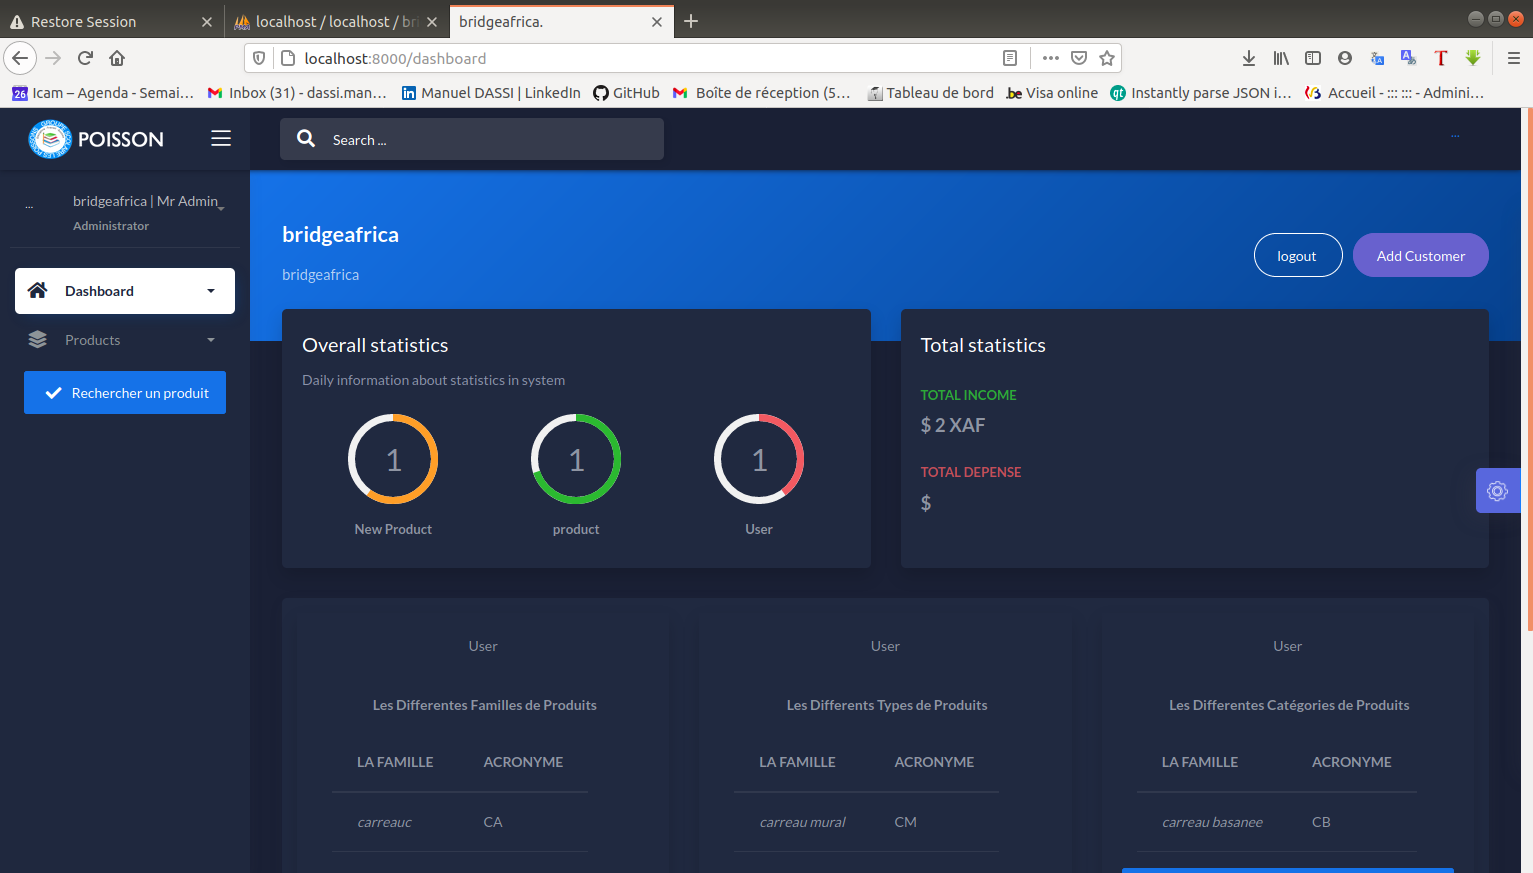 Restore Session
localhost / localhost / bri
bridgeafrica.
localhost:8000/dashboard
26 Icam – Agenda - Semai…
Inbox (31) - dassi.man…
in Manuel DASSI | LinkedIn
GitHub
Boîte de réception (5…
Tableau de bord
.be Visa online
qt Instantly parse JSON i…
Accueil - ::: ::: - Admini…
POISSON
Search ...
...
...
bridgeafrica | Mr Admin
Administrator
Dashboard
Products
Rechercher un produit
bridgeafrica
bridgeafrica
logout
Add Customer
Overall statistics
Daily information about statistics in system
1
1
1
New Product
product
User
Total statistics
TOTAL INCOME
$ 2 XAF
TOTAL DEPENSE
$
User
Les Differentes Familles de Produits
LA FAMILLE ACRONYME
carreauc CA
User
Les Differents Types de Produits
LA FAMILLE ACRONYME
carreau mural CM
User
Les Differentes Catégories de Produits
LA FAMILLE ACRONYME
carreau basanee CB